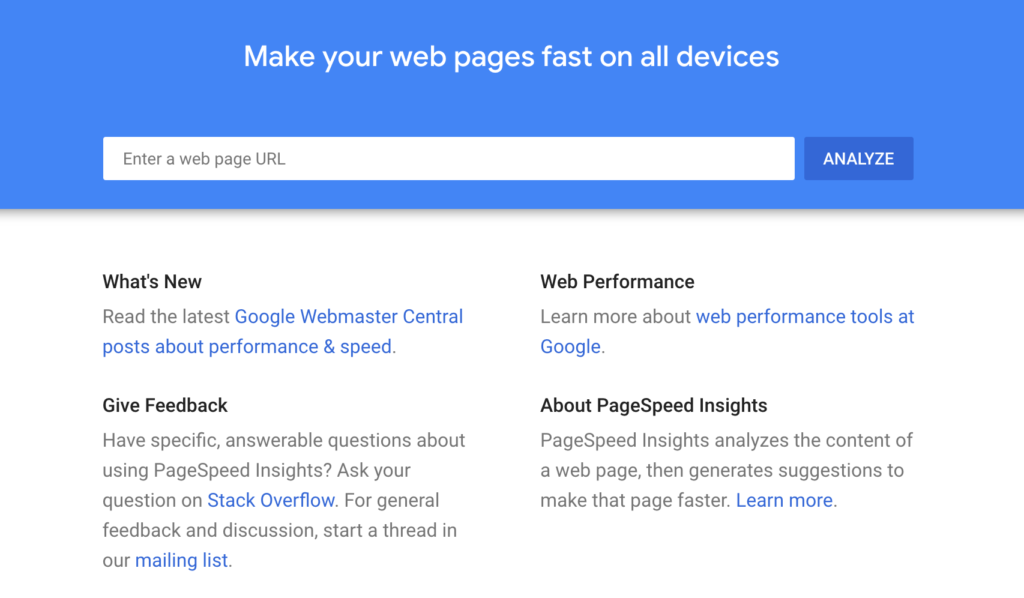 Make your web pages fast on all devices
Enter a web page URL
ANALYZE
What's New
Read the latest Google Webmaster Central
posts about performance & speed.
Web Performance
Learn more about web performance tools at
Google.
Give Feedback
Have specific, answerable questions about
using PageSpeed Insights? Ask your
question on Stack Overflow. For general
feedback and discussion, start a thread in
our mailing list.
About PageSpeed Insights
PageSpeed Insights analyzes the content of
a web page, then generates suggestions to
make that page faster. Learn more.